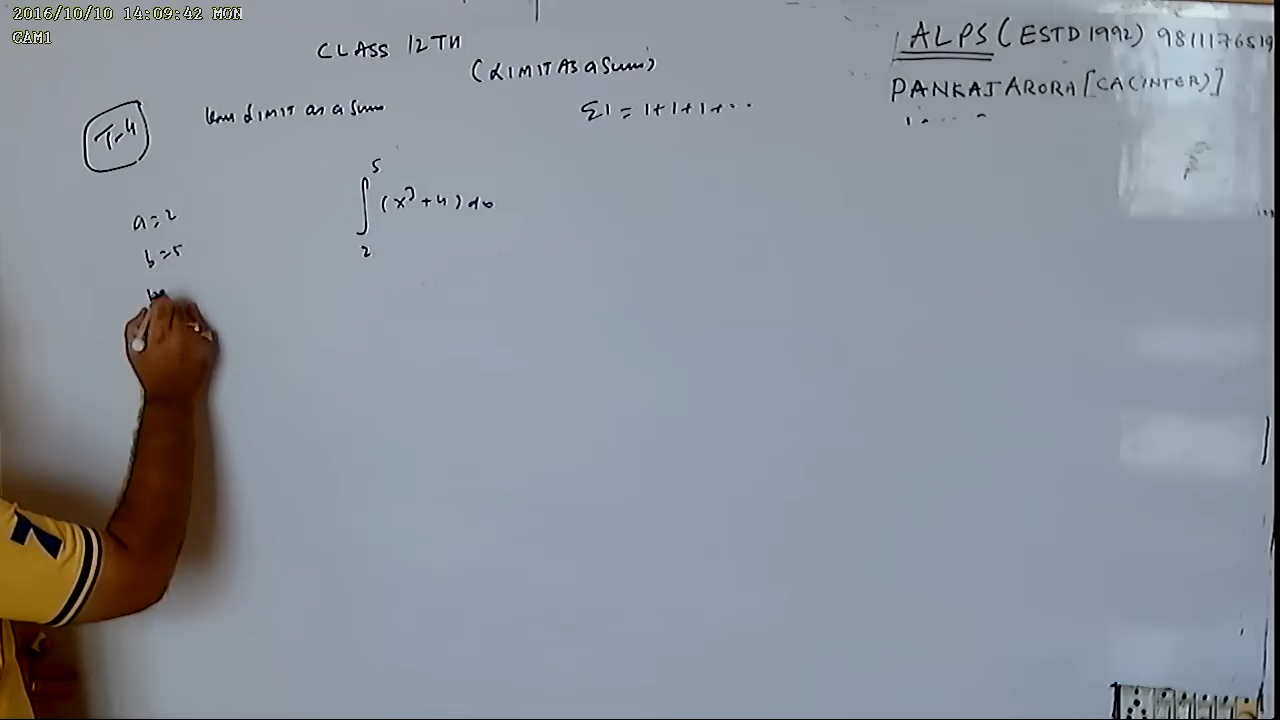 2016/10/10 14:09:42 MON
CAM1
CLASS 12TH
(LIMIT AS a Sum)
ALPS (ESTD 1992) 9811176519
PANKAJ ARORA [CA(INTER)]
T-4
LIMIT as a Sum
Σ1 = 1+1+1+...
∫
5
2
(x³+4) dx
a=2
b=5